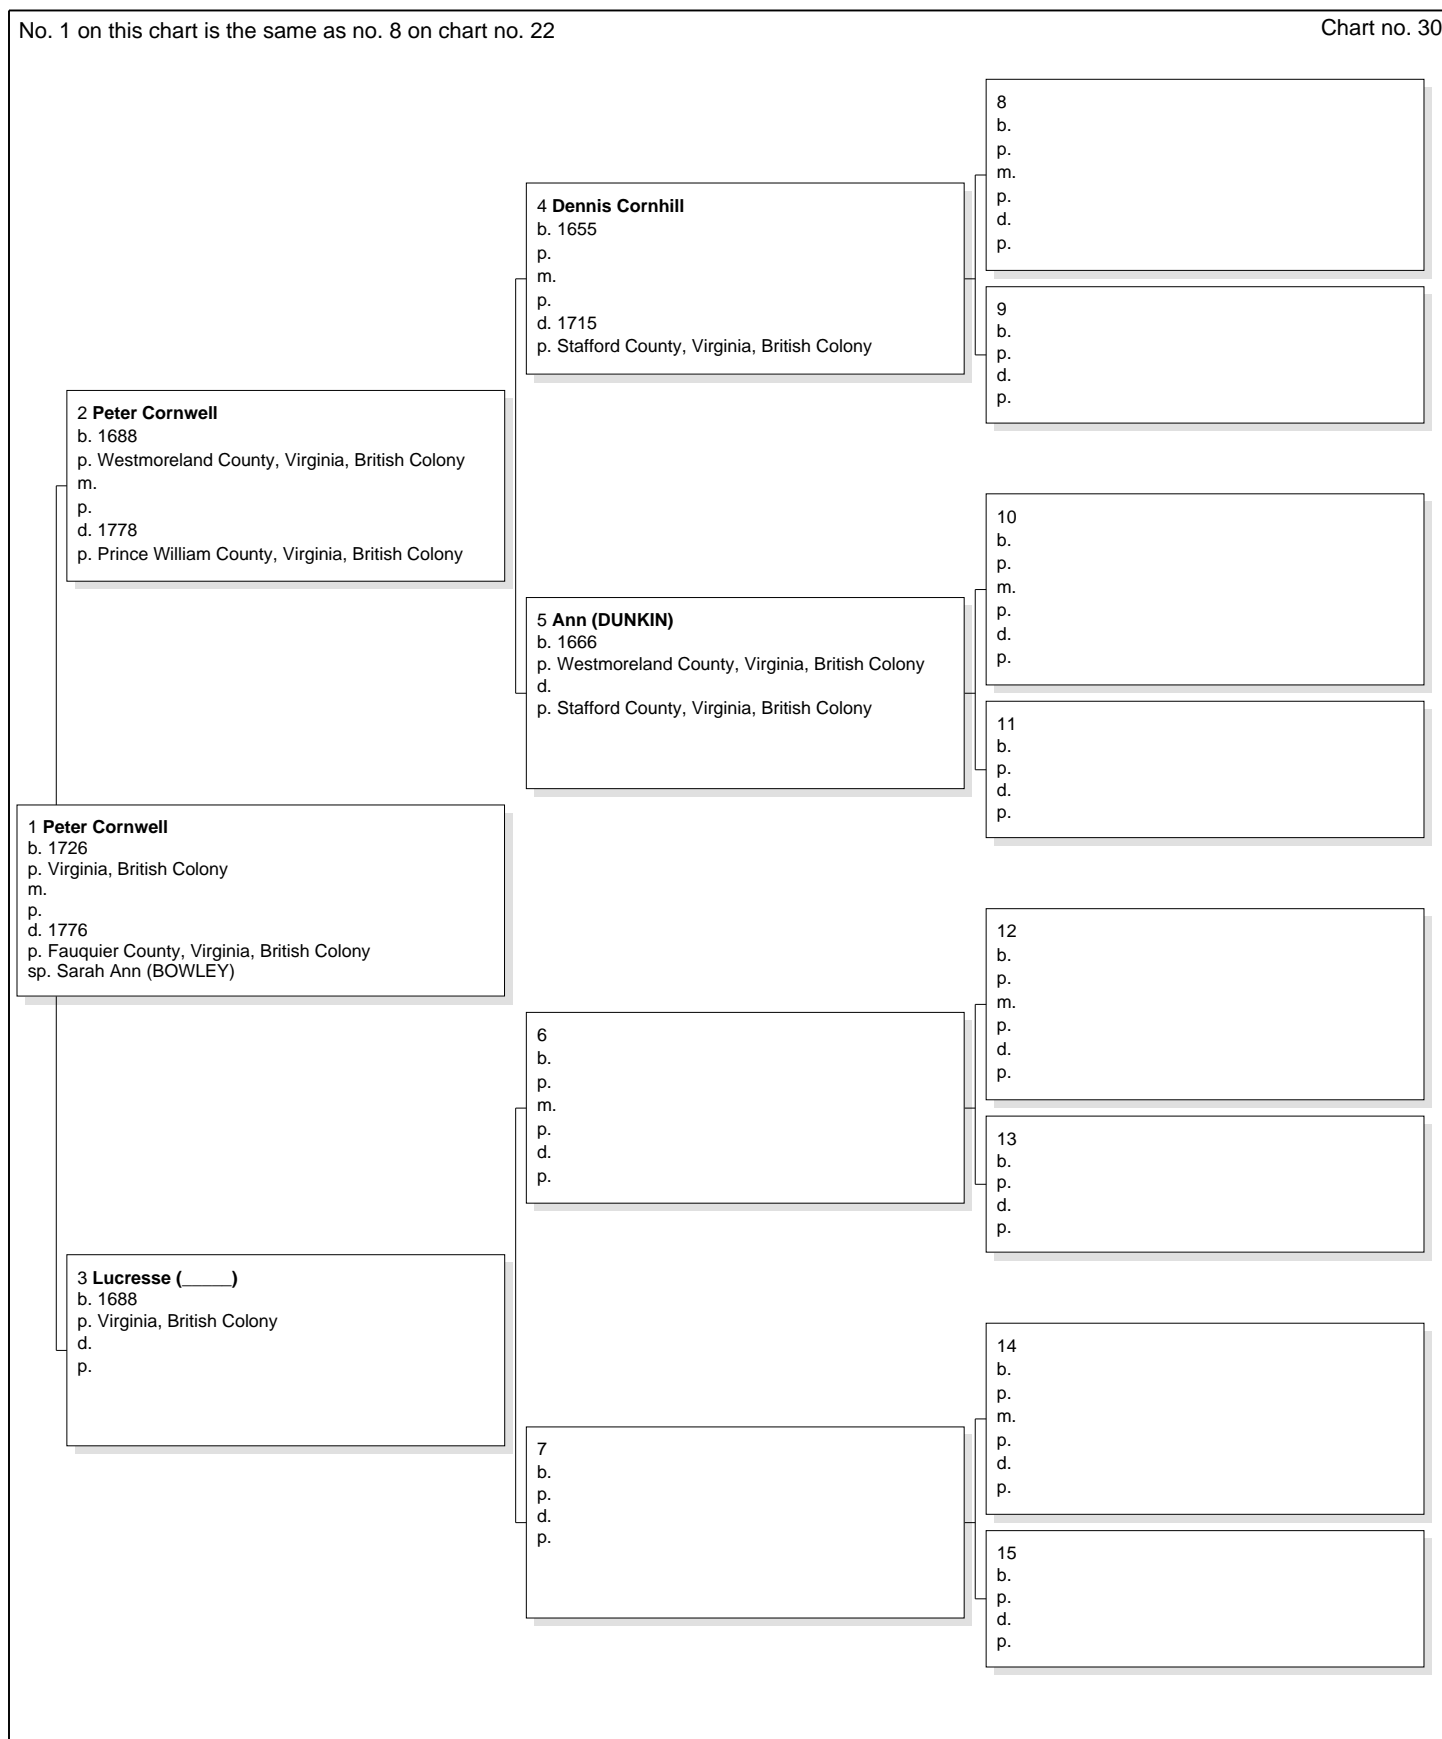 No. 1 on this chart is the same as no. 8 on chart no. 22
Chart no. 30
8
b.
p.
m.
p.
d.
p.
4 Dennis Cornhill
b. 1655
p.
m.
p.
d. 1715
p. Stafford County, Virginia, British Colony
9
b.
p.
d.
p.
2 Peter Cornwell
b. 1688
p. Westmoreland County, Virginia, British Colony
m.
p.
d. 1778
p. Prince William County, Virginia, British Colony
10
b.
p.
m.
p.
d.
p.
5 Ann (DUNKIN)
b. 1666
p. Westmoreland County, Virginia, British Colony
d.
p. Stafford County, Virginia, British Colony
11
b.
p.
d.
p.
1 Peter Cornwell
b. 1726
p. Virginia, British Colony
m.
p.
d. 1776
p. Fauquier County, Virginia, British Colony
sp. Sarah Ann (BOWLEY)
12
b.
p.
m.
p.
d.
p.
6
b.
p.
m.
p.
d.
p.
13
b.
p.
d.
p.
3 Lucresse (_____)
b. 1688
p. Virginia, British Colony
d.
p.
14
b.
p.
m.
p.
d.
p.
7
b.
p.
d.
p.
15
b.
p.
d.
p.